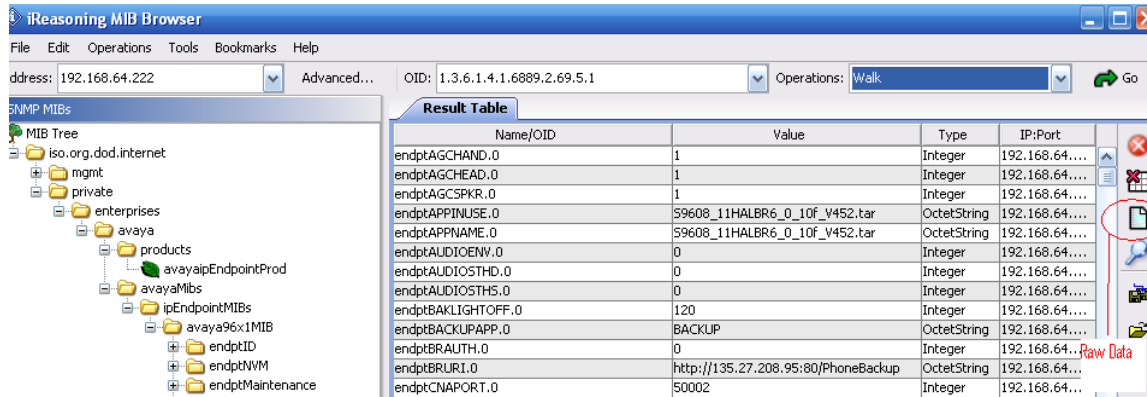 iReasoning MIB Browser
File Edit Operations Tools Bookmarks Help
ddress: 192.168.64.222 Advanced... OID: 1.3.6.1.4.1.6889.2.69.5.1 Operations: Walk Go
SNMP MIBs
MIB Tree
iso.org.dod.internet
mgmt
private
enterprises
avaya
products
avayaipEndpointProd
avayaMibs
ipEndpointMIBs
avaya96x1MIB
endptID
endptNVM
endptMaintenance
Result Table
Name/OID Value Type IP:Port
endptAGCHAND.0 1 Integer 192.168.64....
endptAGCHEAD.0 1 Integer 192.168.64....
endptAGCSPKR.0 1 Integer 192.168.64....
endptAPPINUSE.0 S9608_11HALBR6_0_10f_V452.tar OctetString 192.168.64....
endptAPPNAME.0 S9608_11HALBR6_0_10f_V452.tar OctetString 192.168.64....
endptAUDIOENV.0 0 Integer 192.168.64....
endptAUDIOSTHD.0 0 Integer 192.168.64....
endptAUDIOSTHS.0 0 Integer 192.168.64....
endptBAKLIGHTOFF.0 120 Integer 192.168.64....
endptBACKUPAPP.0 BACKUP OctetString 192.168.64....
endptBRAUTH.0 0 Integer 192.168.64...
endptBRURI.0 http://135.27.208.95:80/PhoneBackup OctetString 192.168.64...
endptCNAPORT.0 50002 Integer 192.168.64...
Raw Data